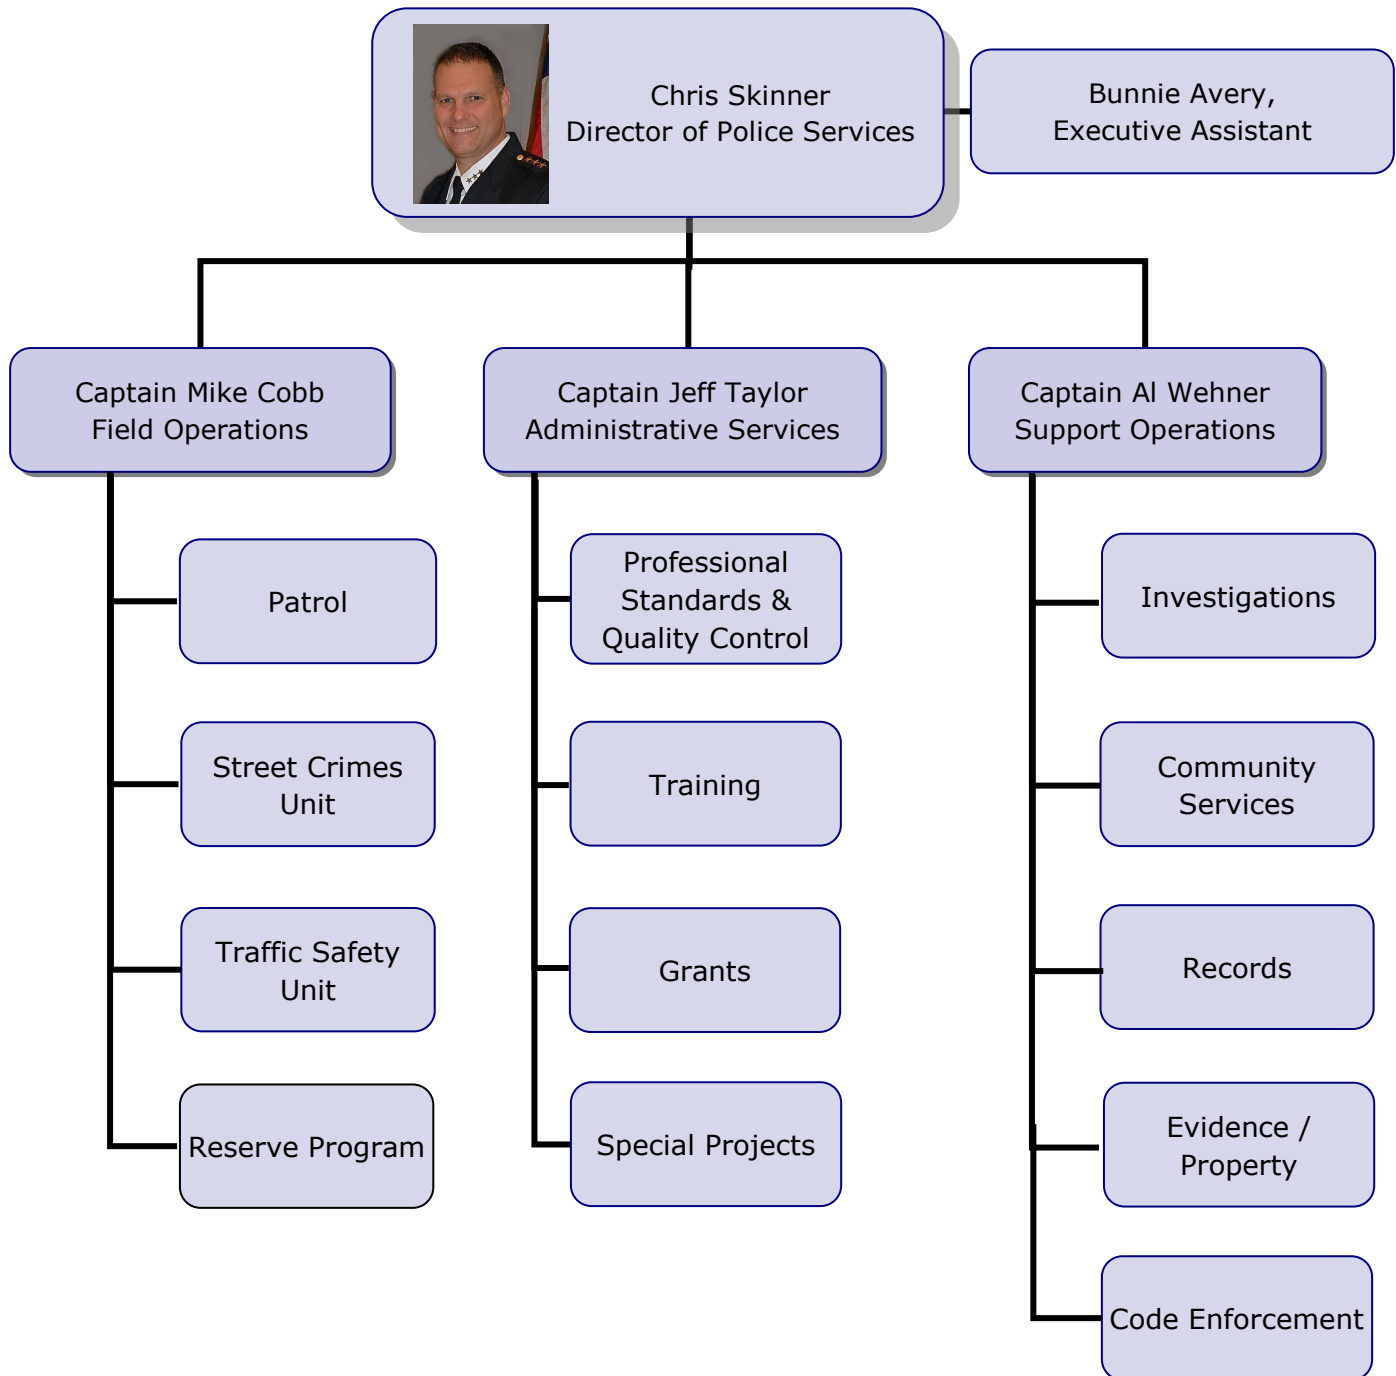 Chris Skinner
Director of Police Services
Bunnie Avery,
Executive Assistant
Captain Mike Cobb
Field Operations
Captain Jeff Taylor
Administrative Services
Captain Al Wehner
Support Operations
Patrol
Street Crimes
Unit
Traffic Safety
Unit
Reserve Program
Professional
Standards &
Quality Control
Training
Grants
Special Projects
Investigations
Community
Services
Records
Evidence /
Property
Code Enforcement